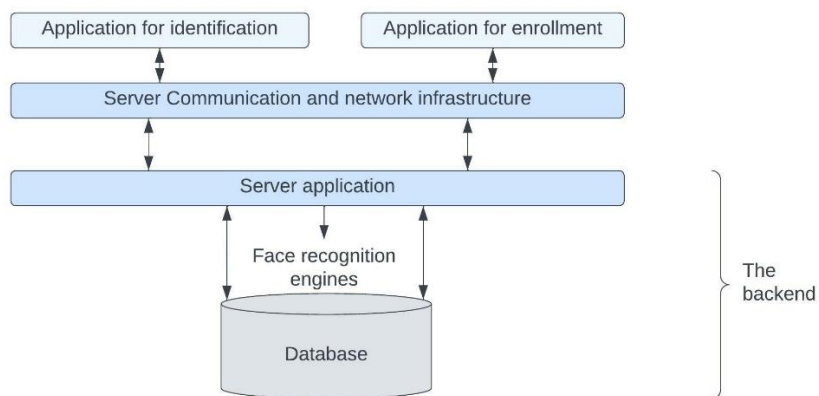 Application for identification
Application for enrollment
Server Communication and network infrastructure
Server application
Face recognition
engines
The
backend
Database